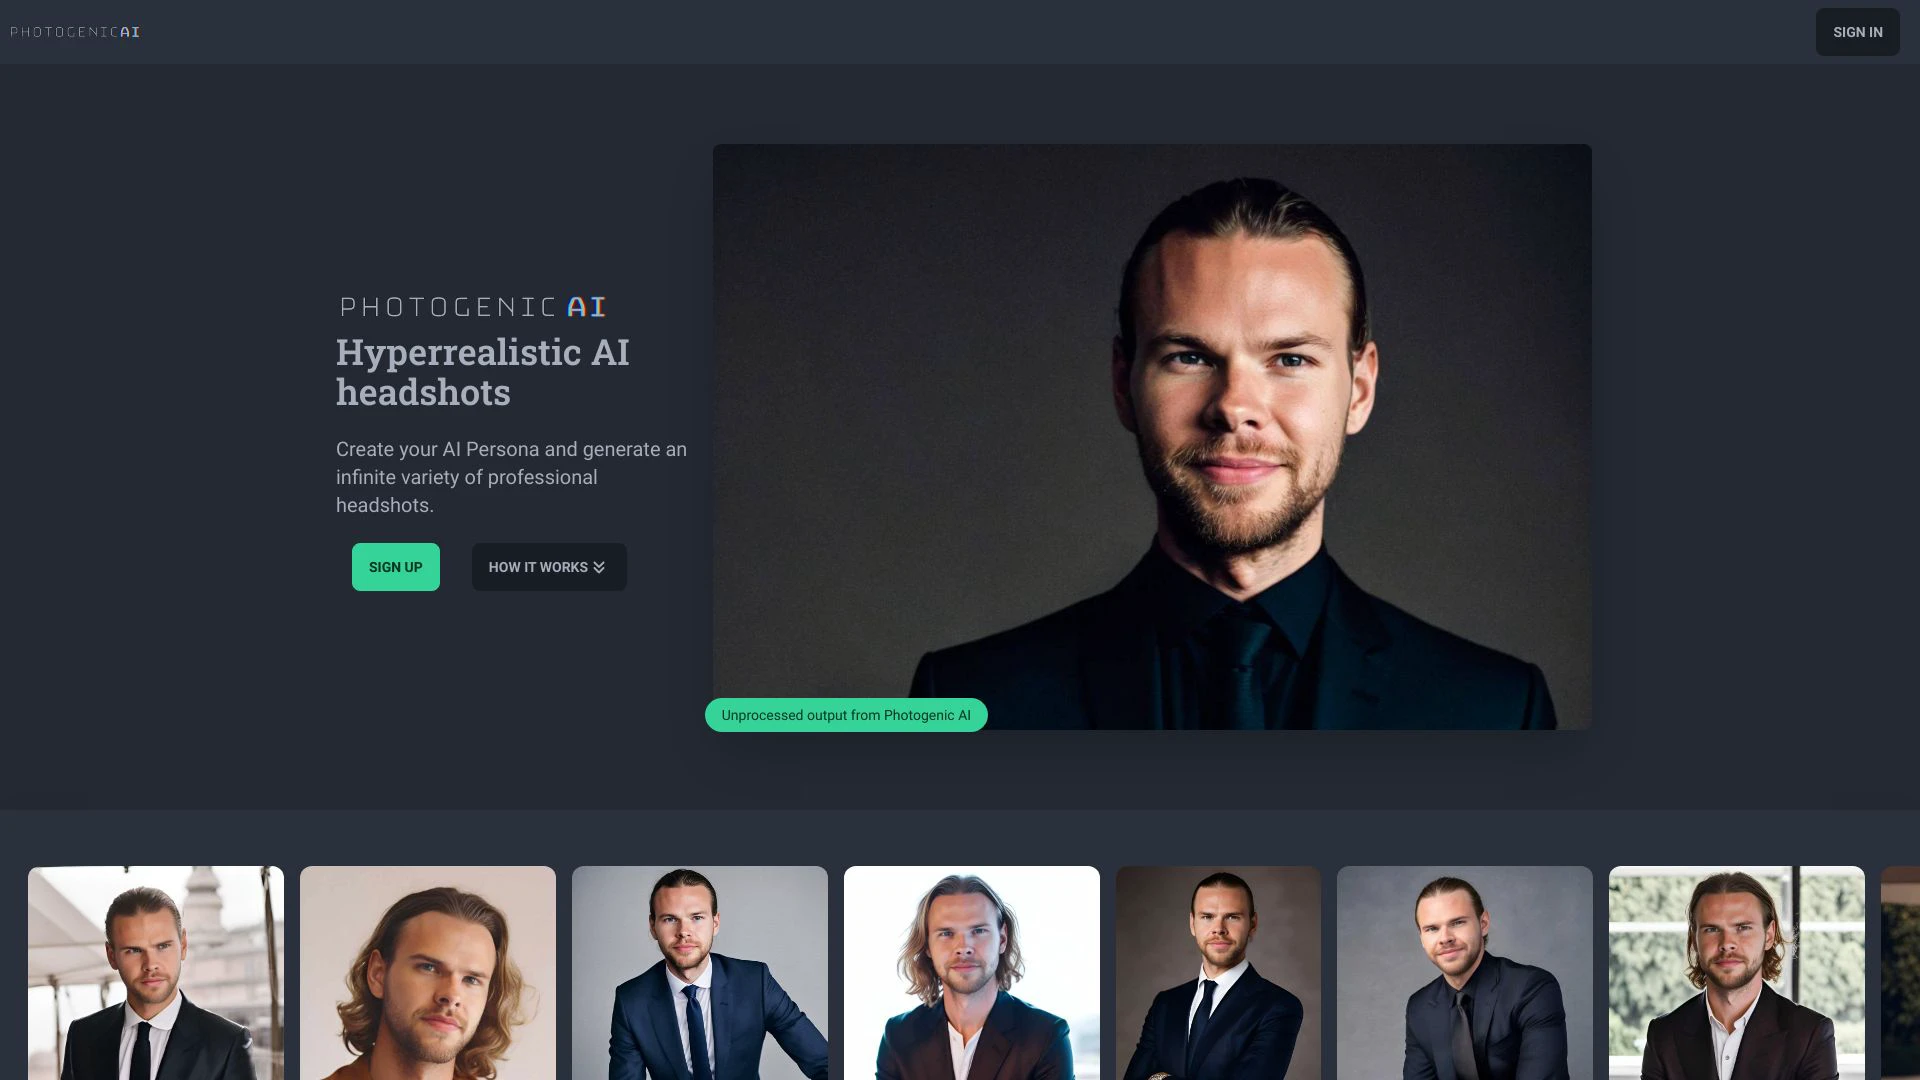 PHOTOGENICAI
SIGN IN
PHOTOGENIC AI
Hyperrealistic AI
headshots
Create your AI Persona and generate an
infinite variety of professional
headshots.
SIGN UP
HOW IT WORKS
Unprocessed output from Photogenic AI